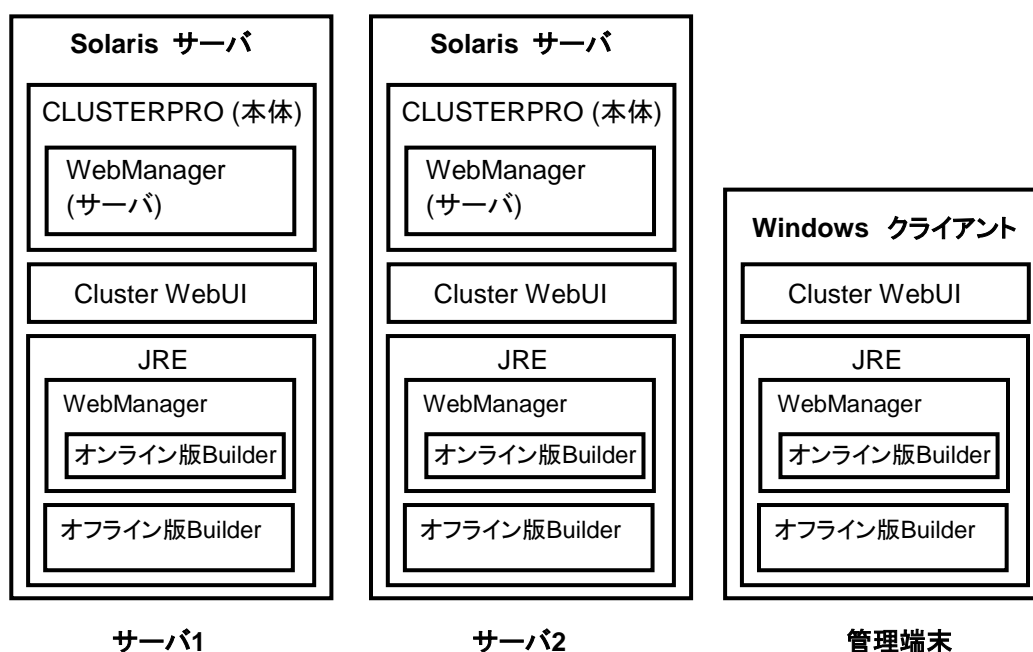 Solaris サーバ
CLUSTERPRO (本体)
WebManager
(サーバ)
Cluster WebUI
JRE
WebManager
オンライン版Builder
オフライン版Builder
サーバ1
Solaris サーバ
CLUSTERPRO (本体)
WebManager
(サーバ)
Cluster WebUI
JRE
WebManager
オンライン版Builder
オフライン版Builder
サーバ2
Windows クライアント
Cluster WebUI
JRE
WebManager
オンライン版Builder
オフライン版Builder
管理端末